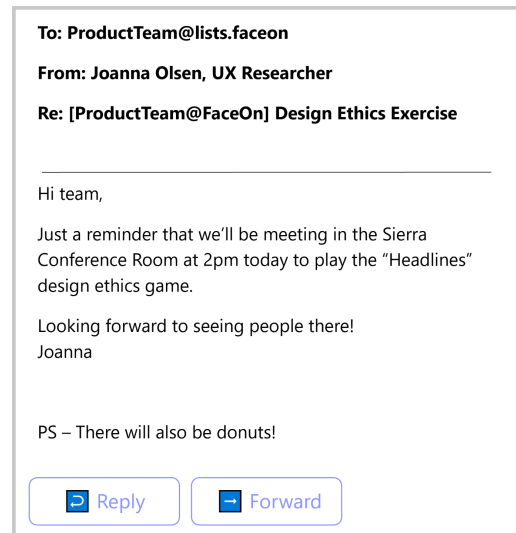 To: ProductTeam@lists.faceon
From: Joanna Olsen, UX Researcher
Re: [ProductTeam@FaceOn] Design Ethics Exercise
Hi team,
Just a reminder that we’ll be meeting in the Sierra
Conference Room at 2pm today to play the “Headlines”
design ethics game.
Looking forward to seeing people there!
Joanna
PS – There will also be donuts!
Reply
Forward